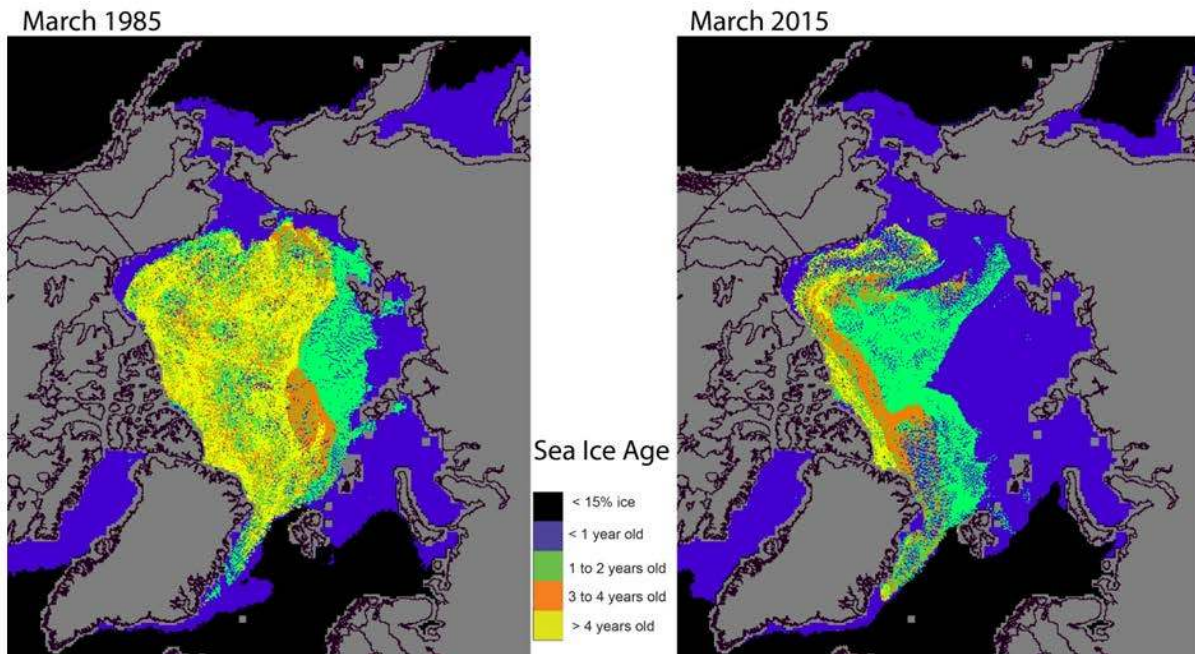 March 1985
March 2015
Sea Ice Age
< 15% ice
< 1 year old
1 to 2 years old
3 to 4 years old
> 4 years old